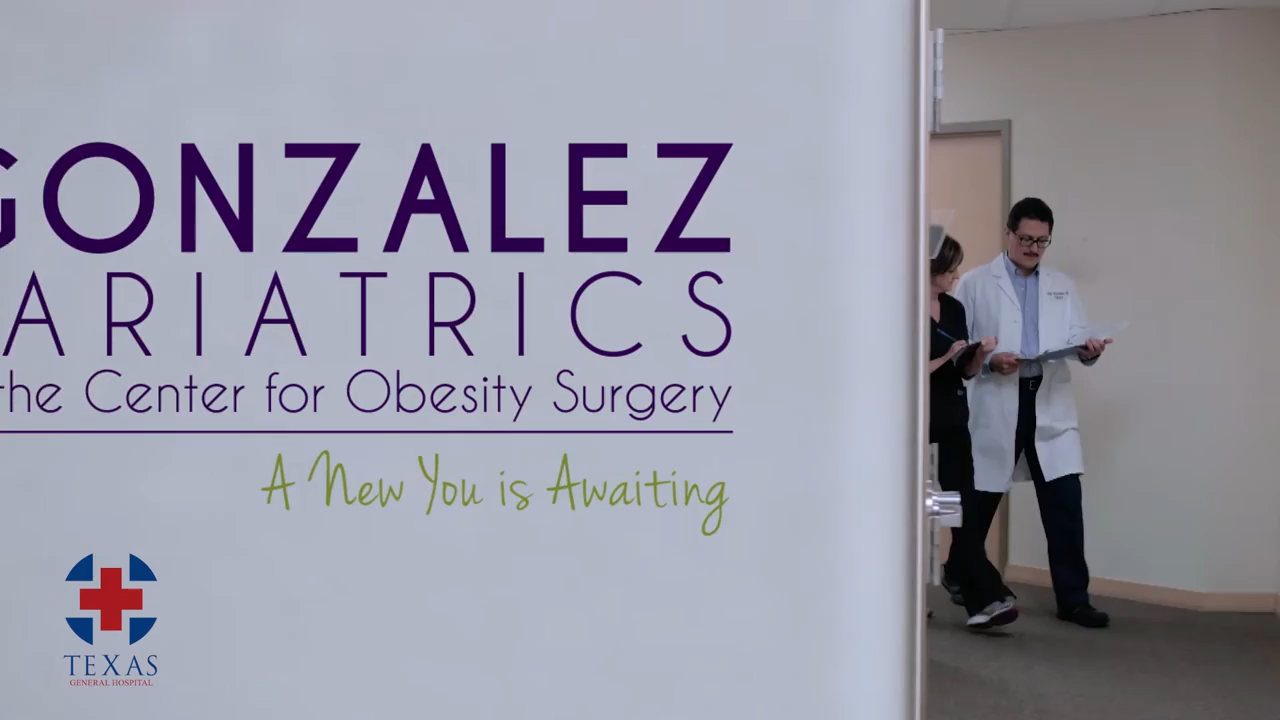 GONZALEZ
ARIATRICS
the Center for Obesity Surgery
A New You is Awaiting
TEXAS
GENERAL HOSPITAL